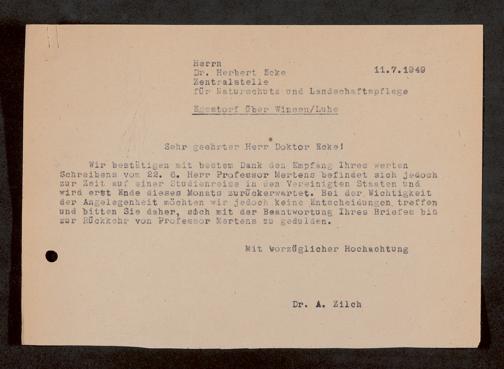 Herrn
Dr. Herbert Ecke
11.7.1949
Zentralstelle
für Naturschutz und Landschaftspflege
Egestorf über Winsen/Luhe
Sehr geehrter Herr Doktor Ecke!
Wir bestätigen mit bestem Dank den Empfang Ihres werten
Schreibens vom 22. 6. Herr Professor Mertens befindet sich jedoch
zur Zeit auf einer Studienreise in den Vereinigten Staaten und
wird erst Ende dieses Monats zurückerwartet. Bei der Wichtigkeit
der Angelegenheit möchten wir jedoch keine Entscheidungen treffen
und bitten Sie daher, sich mit der Beantwortung Ihres Briefes bis
zur Rückkehr von Professor Mertens zu gedulden.
Mit vorzüglicher Hochachtung
Dr. A. Zilch